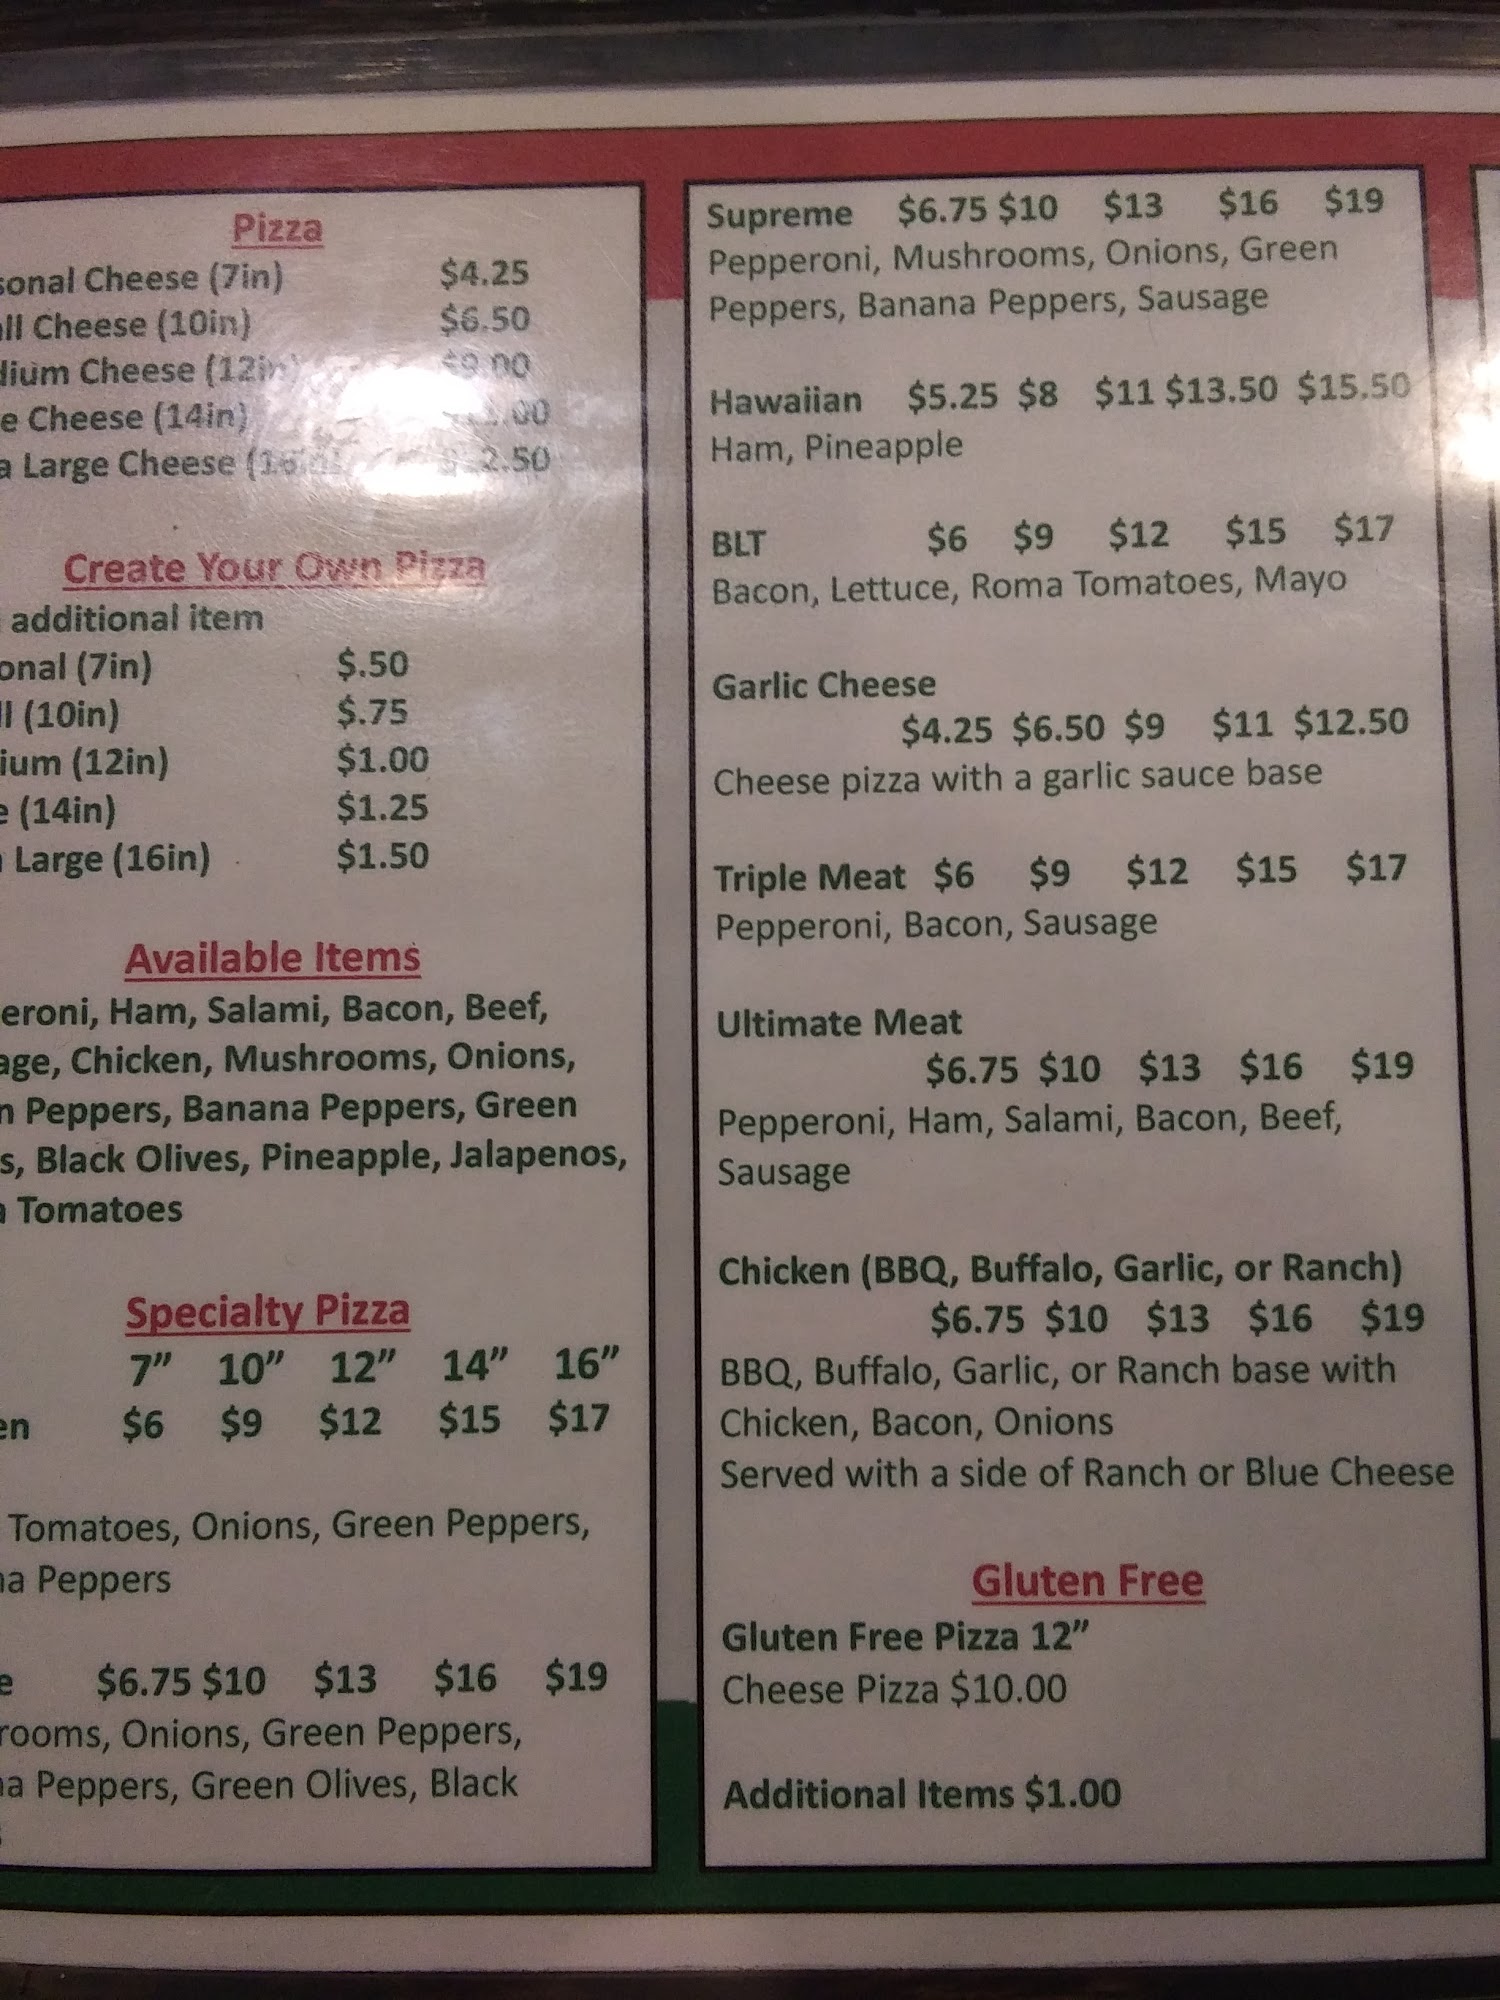 Pizza
sonal Cheese (7in) $4.25
ll Cheese (10in) $6.50
dium Cheese (12in) $9.00
e Cheese (14in) .00
a Large Cheese (16in) 2.50
Create Your Own Pizza
additional item
onal (7in) $.50
ll (10in) $.75
ium (12in) $1.00
e (14in) $1.25
Large (16in) $1.50
Available Items
eroni, Ham, Salami, Bacon, Beef,
age, Chicken, Mushrooms, Onions,
n Peppers, Banana Peppers, Green
s, Black Olives, Pineapple, Jalapenos,
Tomatoes
Specialty Pizza
7” 10” 12” 14” 16”
en $6 $9 $12 $15 $17
Tomatoes, Onions, Green Peppers,
na Peppers
e $6.75 $10 $13 $16 $19
rooms, Onions, Green Peppers,
na Peppers, Green Olives, Black
Supreme $6.75 $10 $13 $16 $19
Pepperoni, Mushrooms, Onions, Green
Peppers, Banana Peppers, Sausage
Hawaiian $5.25 $8 $11 $13.50 $15.50
Ham, Pineapple
BLT $6 $9 $12 $15 $17
Bacon, Lettuce, Roma Tomatoes, Mayo
Garlic Cheese
$4.25 $6.50 $9 $11 $12.50
Cheese pizza with a garlic sauce base
Triple Meat $6 $9 $12 $15 $17
Pepperoni, Bacon, Sausage
Ultimate Meat
$6.75 $10 $13 $16 $19
Pepperoni, Ham, Salami, Bacon, Beef,
Sausage
Chicken (BBQ, Buffalo, Garlic, or Ranch)
$6.75 $10 $13 $16 $19
BBQ, Buffalo, Garlic, or Ranch base with
Chicken, Bacon, Onions
Served with a side of Ranch or Blue Cheese
Gluten Free
Gluten Free Pizza 12”
Cheese Pizza $10.00
Additional Items $1.00